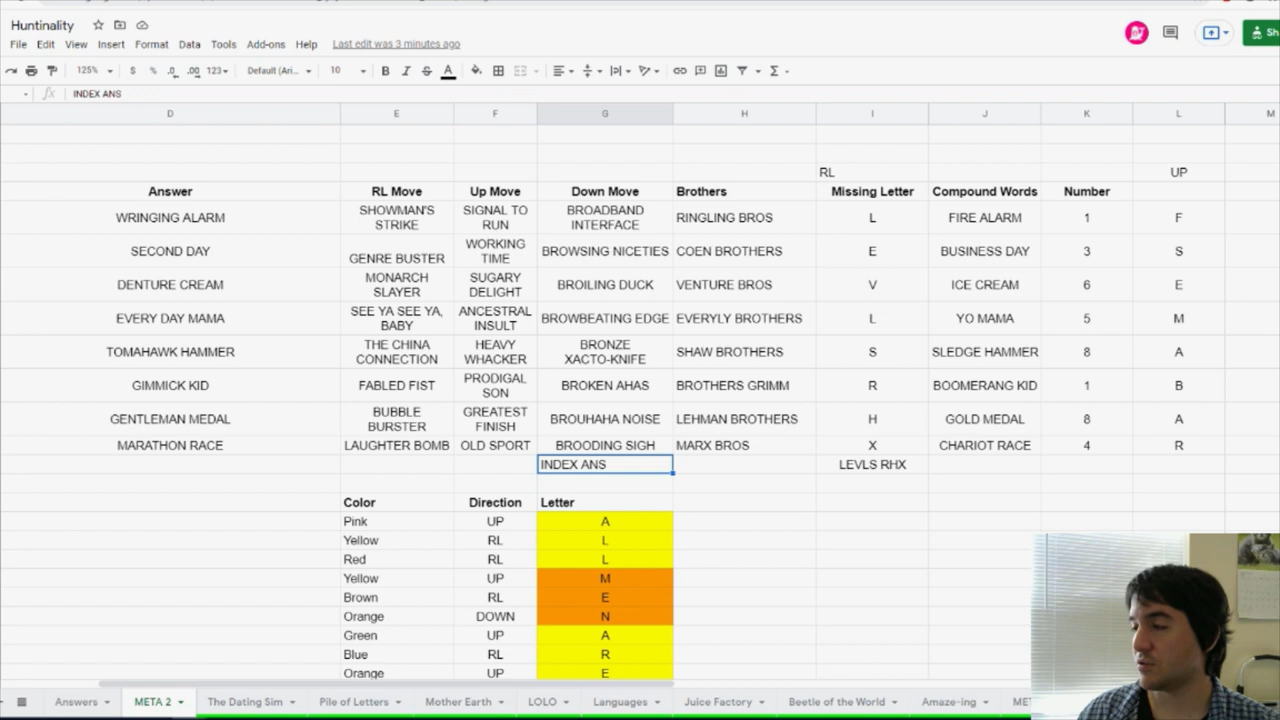 Huntinality
File Edit View Insert Format Data Tools Add-ons Help Last edit was 3 minutes ago
125% $ % .0 .00 123 Default (Ari... 10 B I S A
fx INDEX ANS
D E F G H I J K L M
RL UP
Answer RL Move Up Move Down Move Brothers Missing Letter Compound Words Number
WRINGING ALARM SHOWMAN'S STRIKE SIGNAL TO RUN BROADBAND INTERFACE RINGLING BROS L FIRE ALARM 1 F
SECOND DAY GENRE BUSTER WORKING TIME BROWSING NICETIES COEN BROTHERS E BUSINESS DAY 3 S
DENTURE CREAM MONARCH SLAYER SUGARY DELIGHT BROILING DUCK VENTURE BROS V ICE CREAM 6 E
EVERY DAY MAMA SEE YA SEE YA, BABY ANCESTRAL INSULT BROWBEATING EDGE EVERYLY BROTHERS L YO MAMA 5 M
TOMAHAWK HAMMER THE CHINA CONNECTION HEAVY WHACKER BRONZE XACTO-KNIFE SHAW BROTHERS S SLEDGE HAMMER 8 A
GIMMICK KID FABLED FIST PRODIGAL SON BROKEN AHAS BROTHERS GRIMM R BOOMERANG KID 1 B
GENTLEMAN MEDAL BUBBLE BURSTER GREATEST FINISH BROUHAHA NOISE LEHMAN BROTHERS H GOLD MEDAL 8 A
MARATHON RACE LAUGHTER BOMB OLD SPORT BROODING SIGH MARX BROS X CHARIOT RACE 4 R
INDEX ANS LEVLS RHX
Color Direction Letter
Pink UP A
Yellow RL L
Red RL L
Yellow UP M
Brown RL E
Orange DOWN N
Green UP A
Blue RL R
Orange UP E
Answers META 2 The Dating Sim Pile of Letters Mother Earth LOLO Languages Juice Factory Beetle of the World Amaze-ing